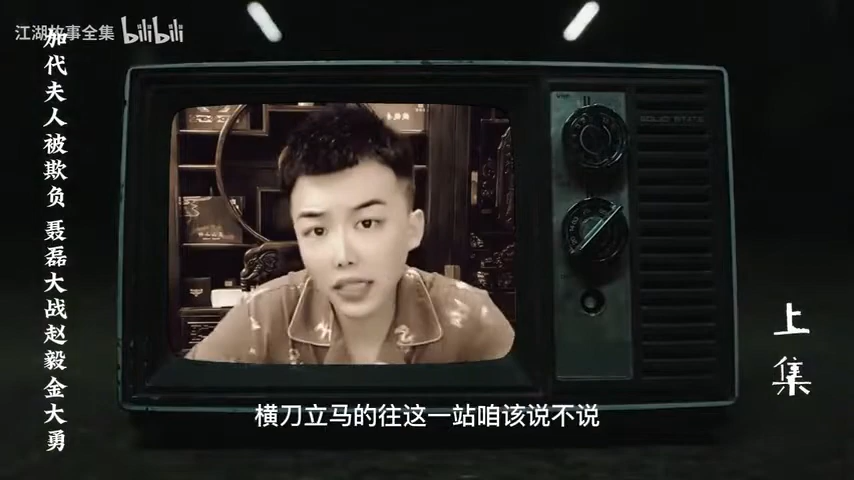 江湖故事全集 bilibili
加代夫人被欺负 聂磊大战赵毅金大勇
SOLID STATE
上集
横刀立马的往这一站咱该说不说